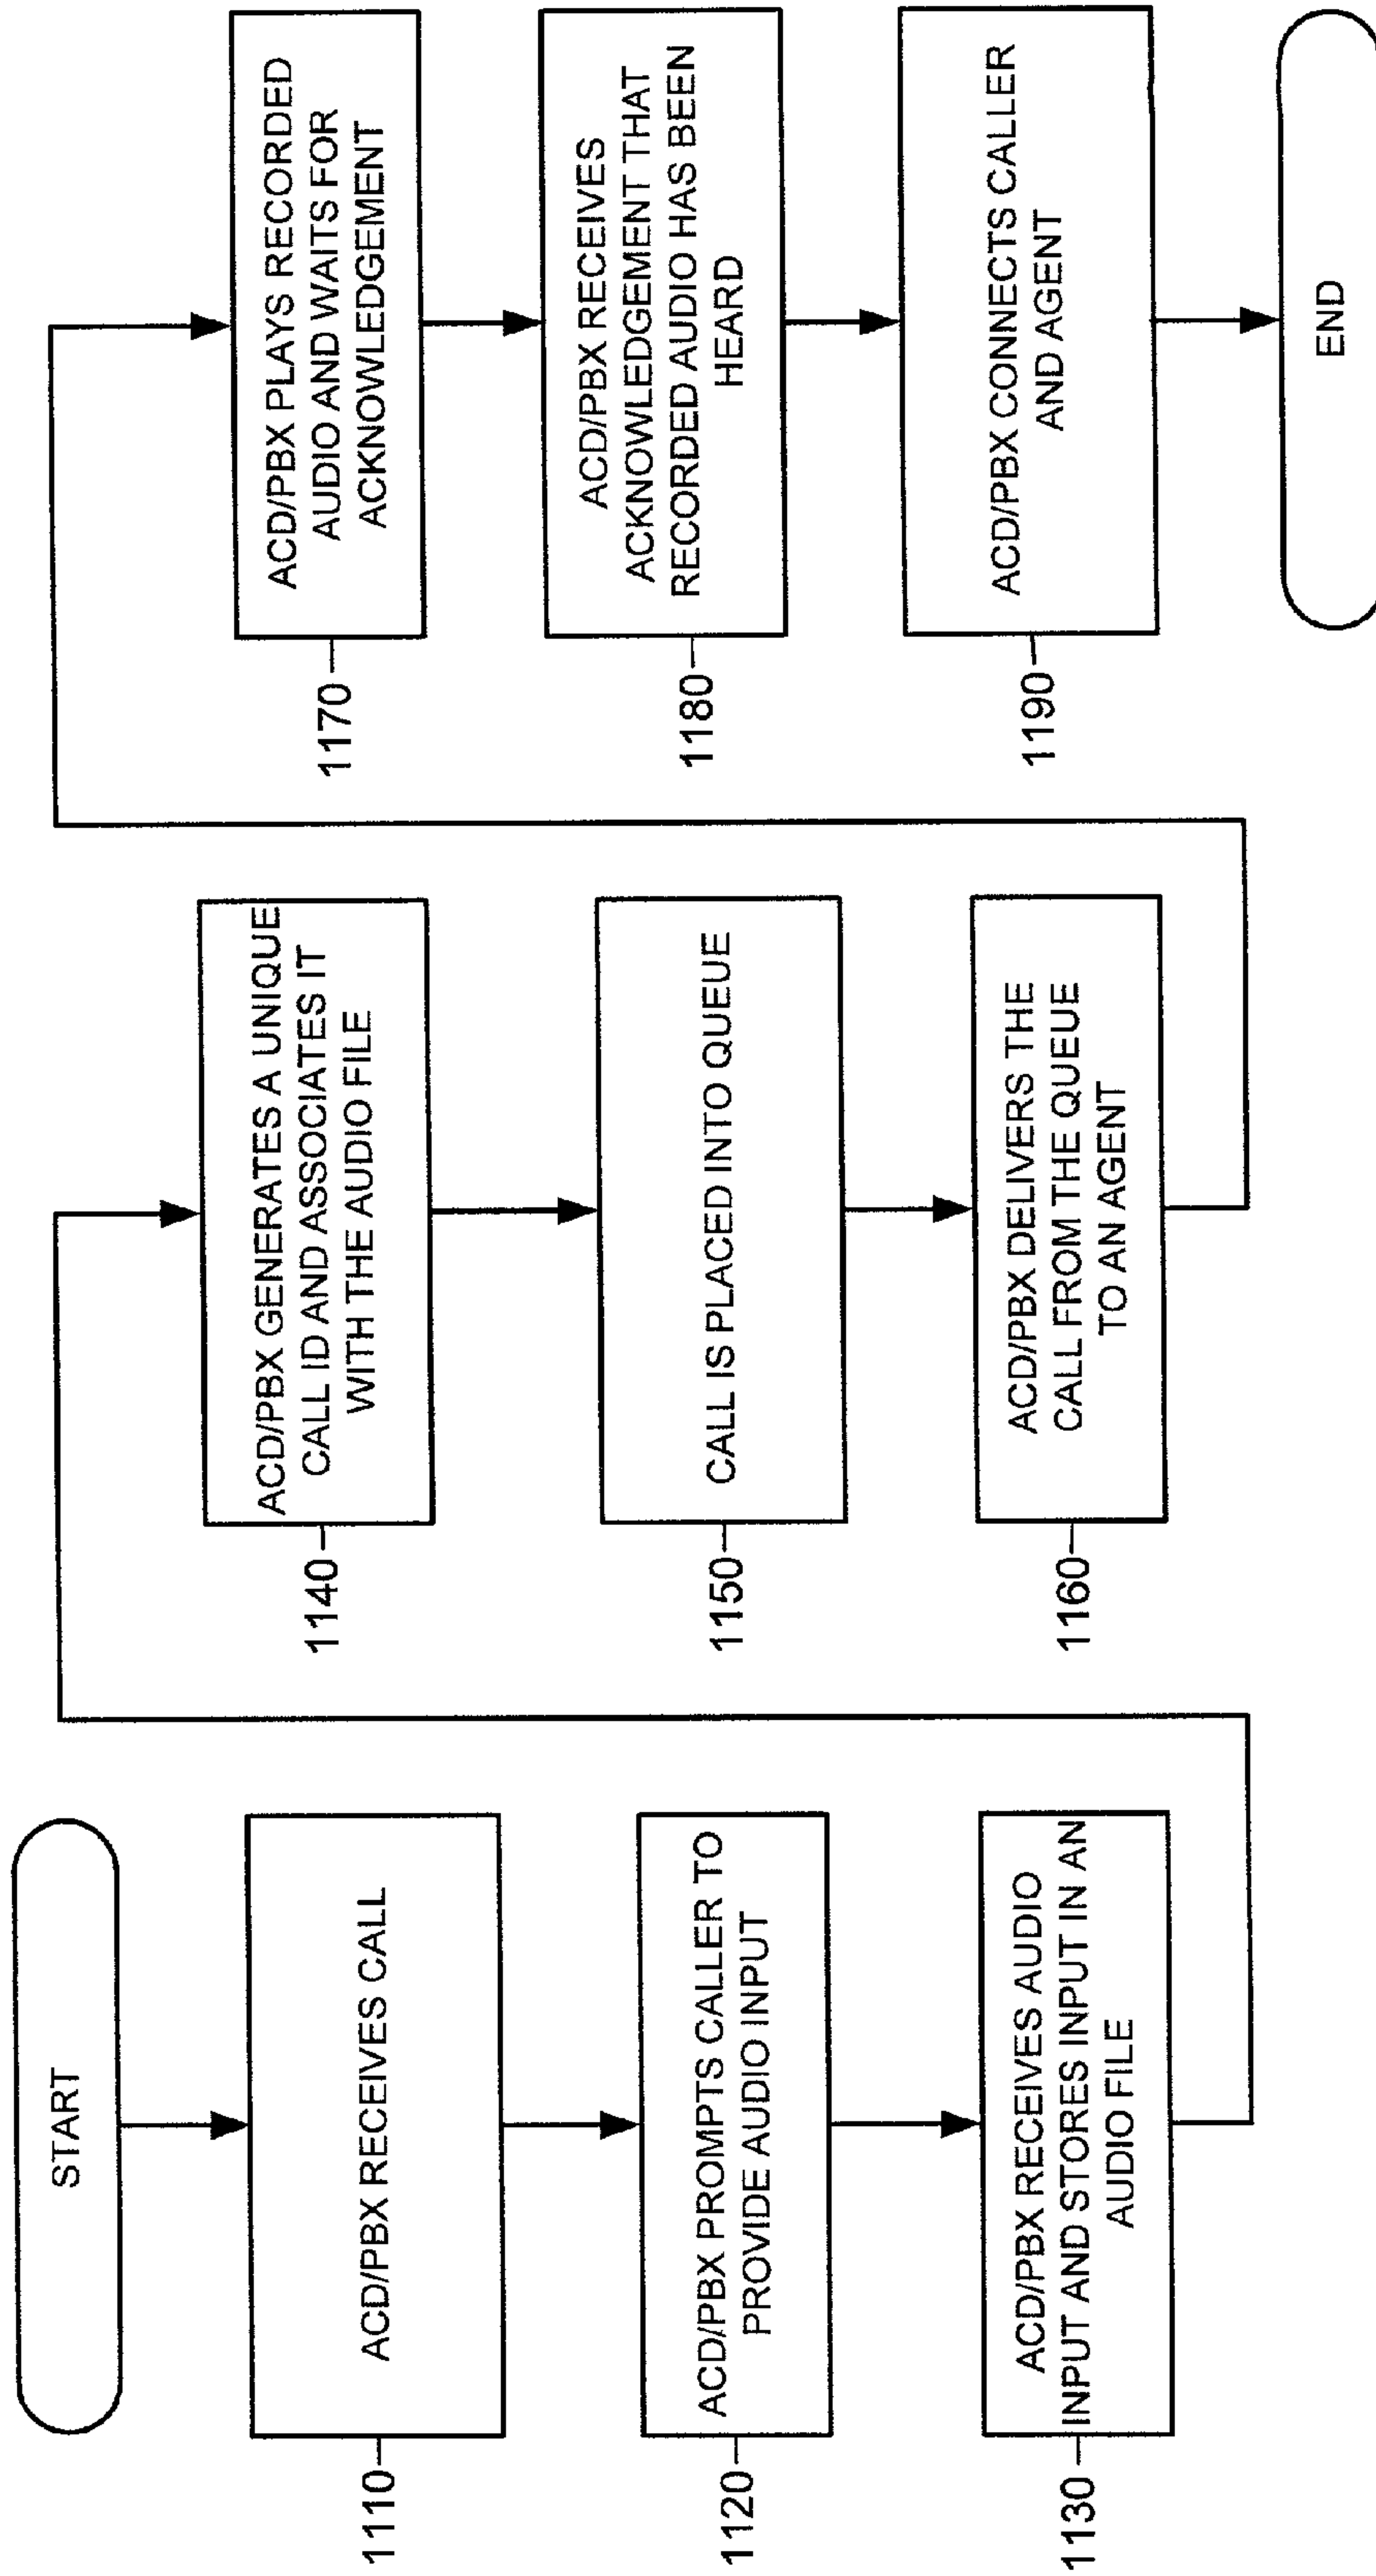 START
1110
ACD/PBX RECEIVES CALL
1120
ACD/PBX PROMPTS CALLER TO
PROVIDE AUDIO INPUT
1130
ACD/PBX RECEIVES AUDIO
INPUT AND STORES INPUT IN AN
AUDIO FILE
1140
ACD/PBX GENERATES A UNIQUE
CALL ID AND ASSOCIATES IT
WITH THE AUDIO FILE
1150
CALL IS PLACED INTO QUEUE
1160
ACD/PBX DELIVERS THE
CALL FROM THE QUEUE
TO AN AGENT
1170
ACD/PBX PLAYS RECORDED
AUDIO AND WAITS FOR
ACKNOWLEDGEMENT
1180
ACD/PBX RECEIVES
ACKNOWLEDGEMENT THAT
RECORDED AUDIO HAS BEEN
HEARD
1190
ACD/PBX CONNECTS CALLER
AND AGENT
END